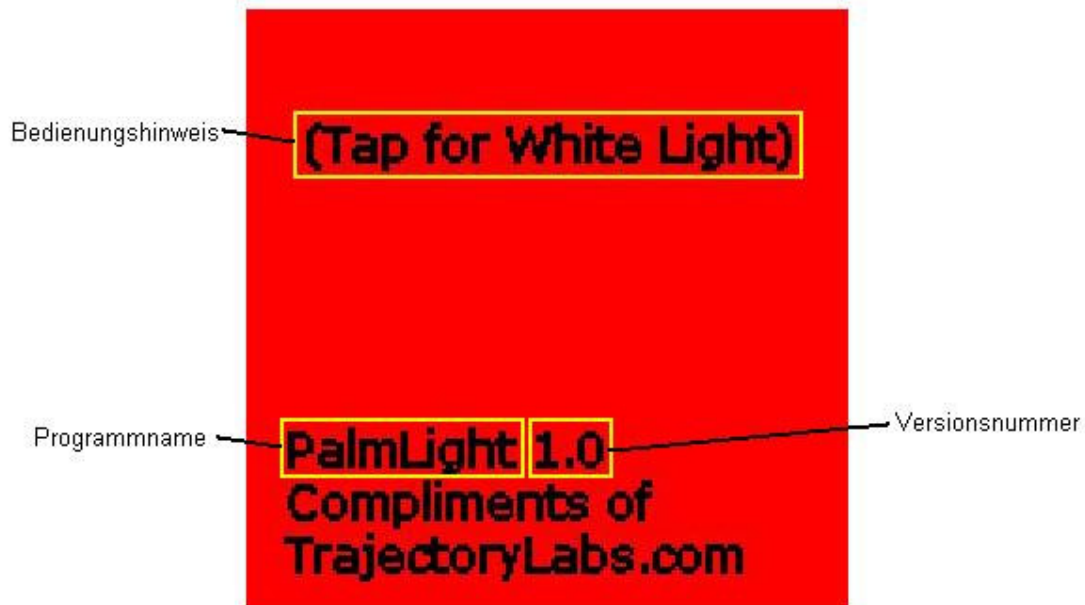 Bedienungshinweis
(Tap for White Light)
Programmname
PalmLight 1.0
Versionsnummer
Compliments of
TrajectoryLabs.com